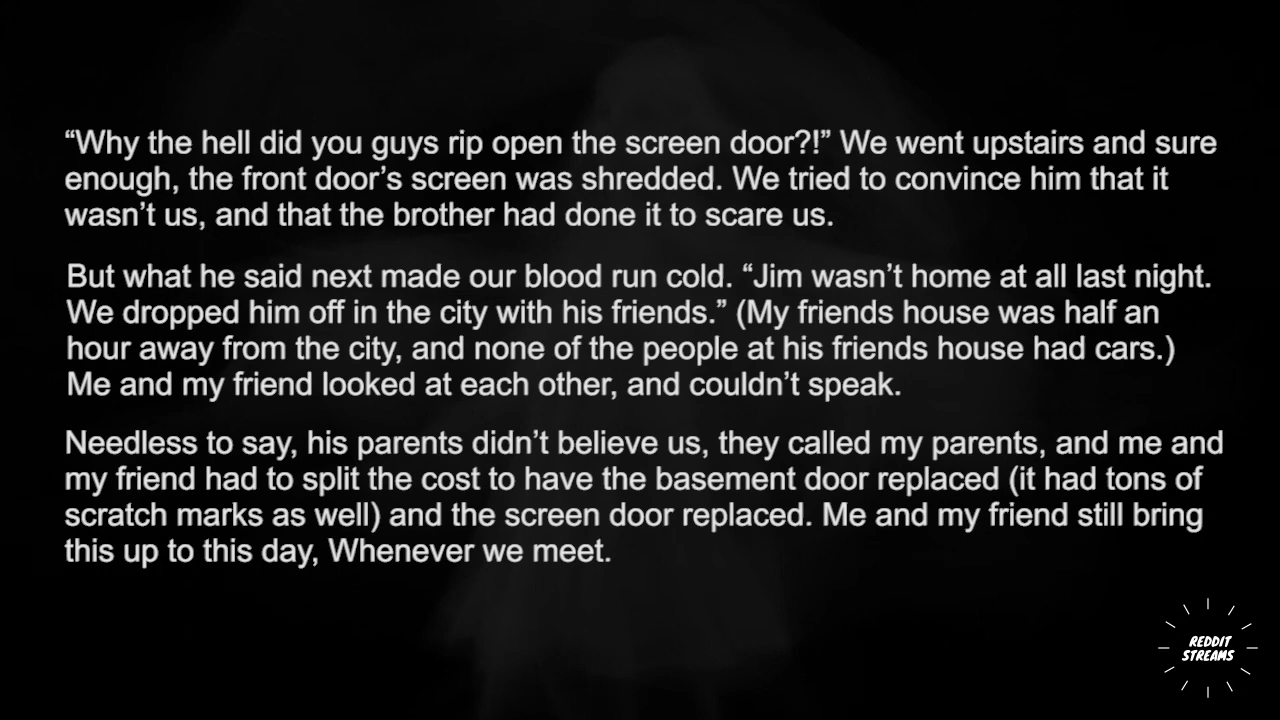 “Why the hell did you guys rip open the screen door?!” We went upstairs and sure
enough, the front door’s screen was shredded. We tried to convince him that it
wasn’t us, and that the brother had done it to scare us.
But what he said next made our blood run cold. “Jim wasn’t home at all last night.
We dropped him off in the city with his friends.” (My friends house was half an
hour away from the city, and none of the people at his friends house had cars.)
Me and my friend looked at each other, and couldn’t speak.
Needless to say, his parents didn’t believe us, they called my parents, and me and
my friend had to split the cost to have the basement door replaced (it had tons of
scratch marks as well) and the screen door replaced. Me and my friend still bring
this up to this day, Whenever we meet.
REDDIT
STREAMS